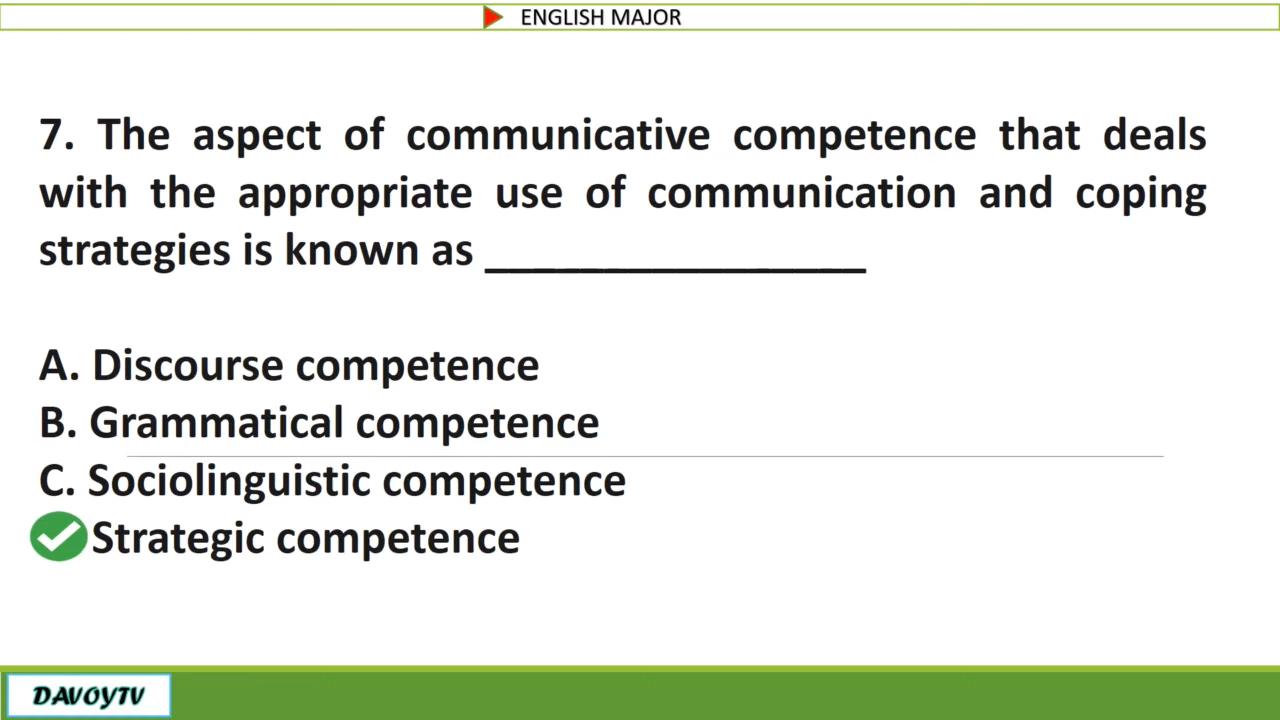 ENGLISH MAJOR
7. The aspect of communicative competence that deals
with the appropriate use of communication and coping
strategies is known as ________________
A. Discourse competence
B. Grammatical competence
C. Sociolinguistic competence
Strategic competence
DAVOYTV